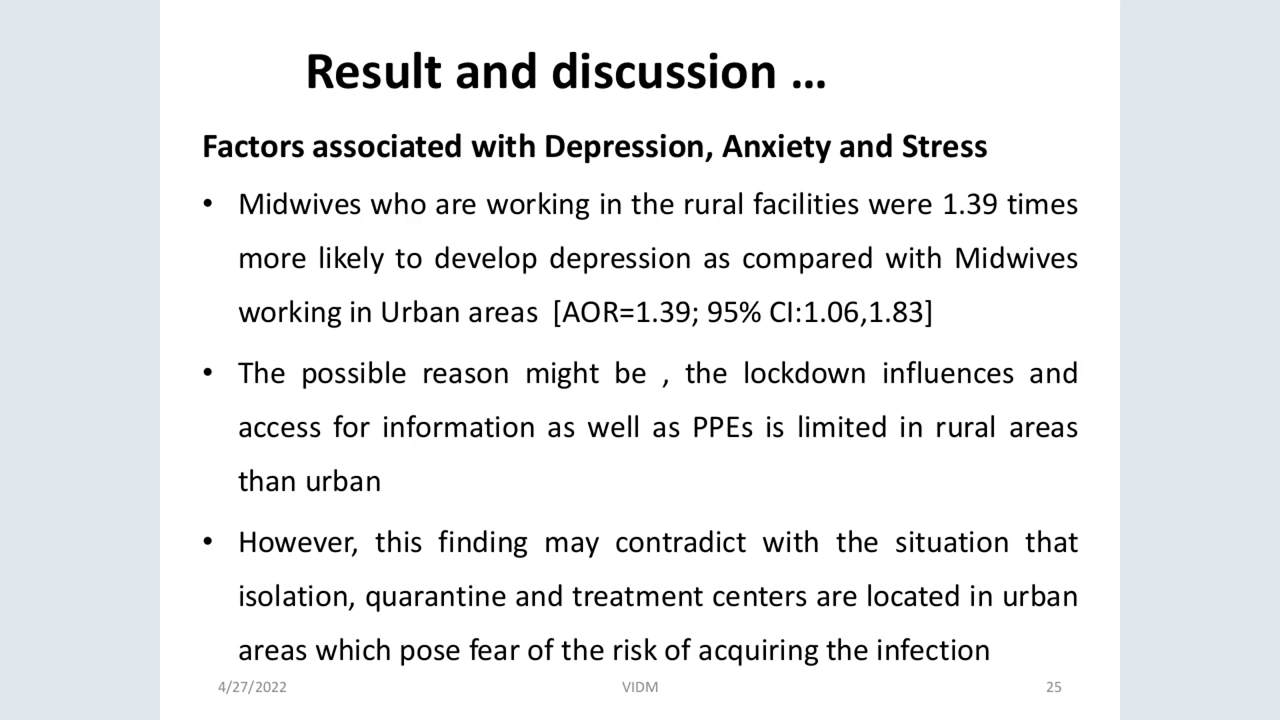 Result and discussion ...
Factors associated with Depression, Anxiety and Stress
• Midwives who are working in the rural facilities were 1.39 times
more likely to develop depression as compared with Midwives
working in Urban areas [AOR=1.39; 95% CI:1.06,1.83]
• The possible reason might be , the lockdown influences and
access for information as well as PPEs is limited in rural areas
than urban
• However, this finding may contradict with the situation that
isolation, quarantine and treatment centers are located in urban
areas which pose fear of the risk of acquiring the infection
4/27/2022 VIDM 25